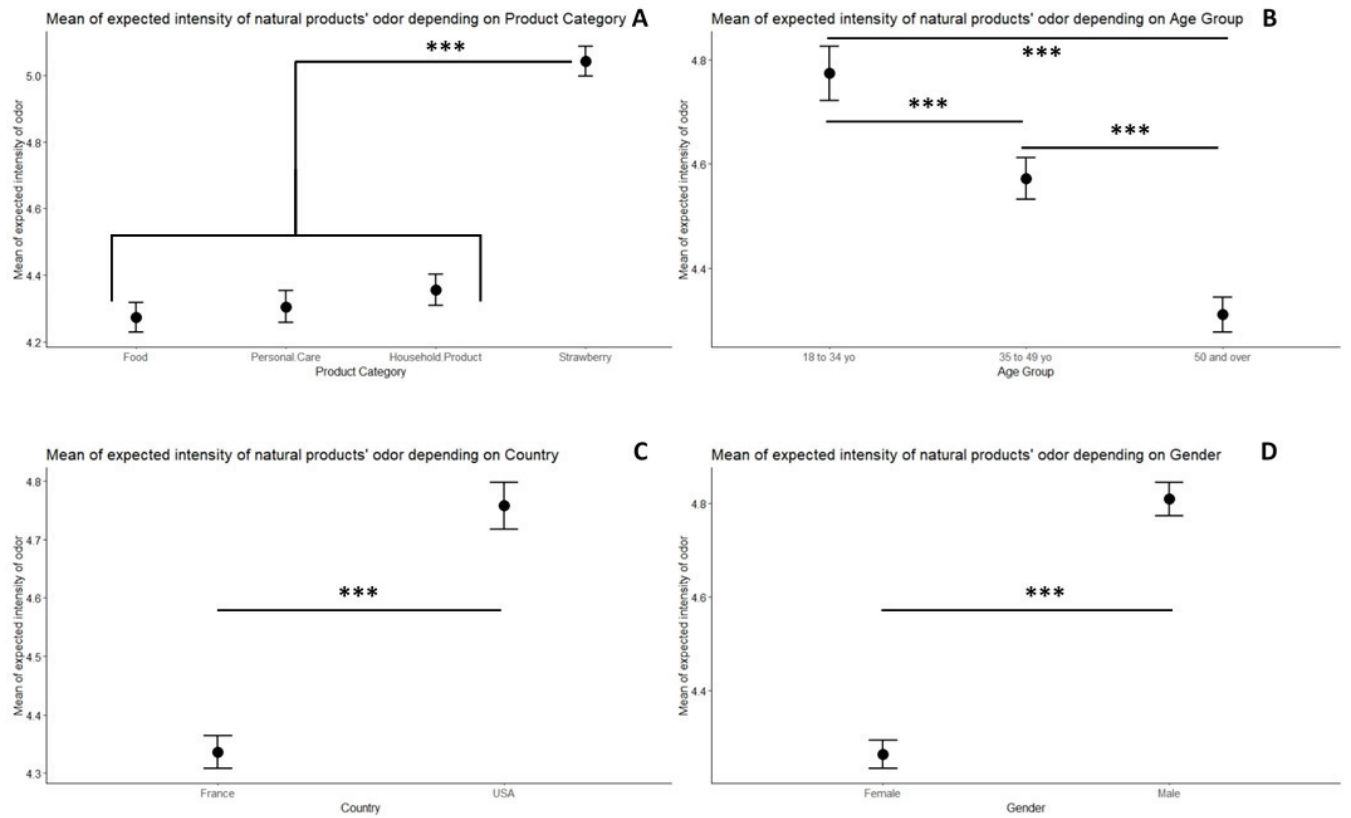 Mean of expected intensity of natural products' odor depending on Product Category A
***
Mean of expected intensity of odor
5.0
4.8
4.6
4.4
4.2
Food Personal.Care Household.Product Strawberry
Product Category
Mean of expected intensity of natural products' odor depending on Age Group B
***
***
***
Mean of expected intensity of odor
4.8
4.6
4.4
18 to 34 yo 35 to 49 yo 50 and over
Age Group
Mean of expected intensity of natural products' odor depending on Country C
***
Mean of expected intensity of odor
4.8
4.7
4.6
4.5
4.4
4.3
France USA
Country
Mean of expected intensity of natural products' odor depending on Gender D
***
Mean of expected intensity of odor
4.8
4.6
4.4
Female Male
Gender